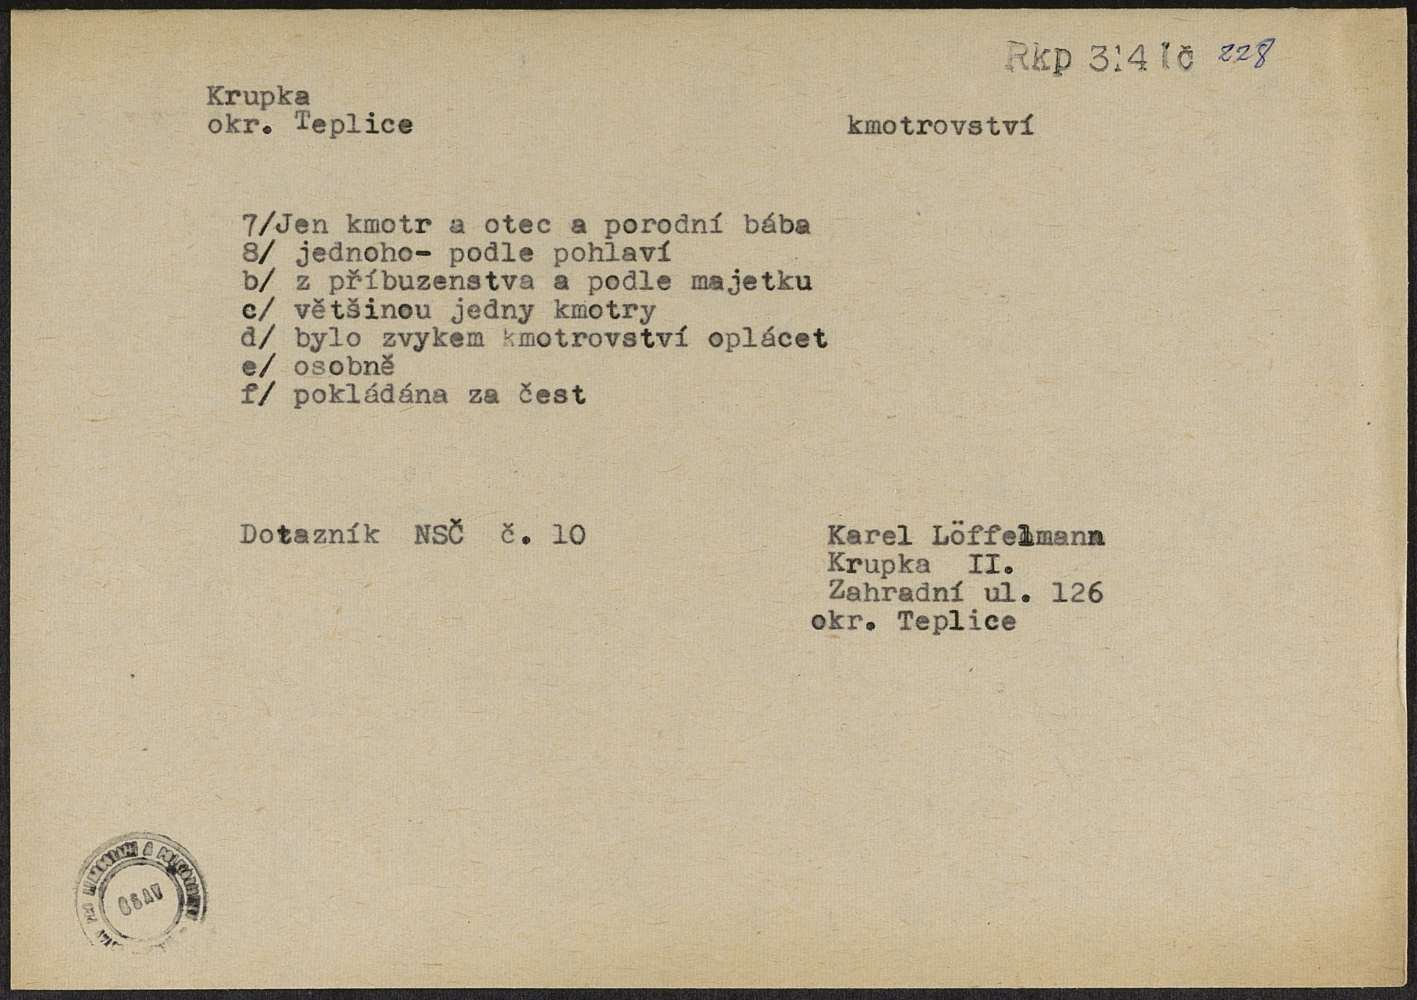 Rkp 314 lč 228
Krupka
okr. Teplice kmotrovství
7/Jen kmotr a otec a porodní bába
8/ jednoho- podle pohlaví
b/ z příbuzenstva a podle majetku
c/ většinou jedny kmotry
d/ bylo zvykem kmotrovství oplácet
e/ osobně
f/ pokládána za čest
Dotazník NSČ č. 10 Karel Löffelmann
Krupka II.
Zahradní ul. 126
okr. Teplice
ČSAV